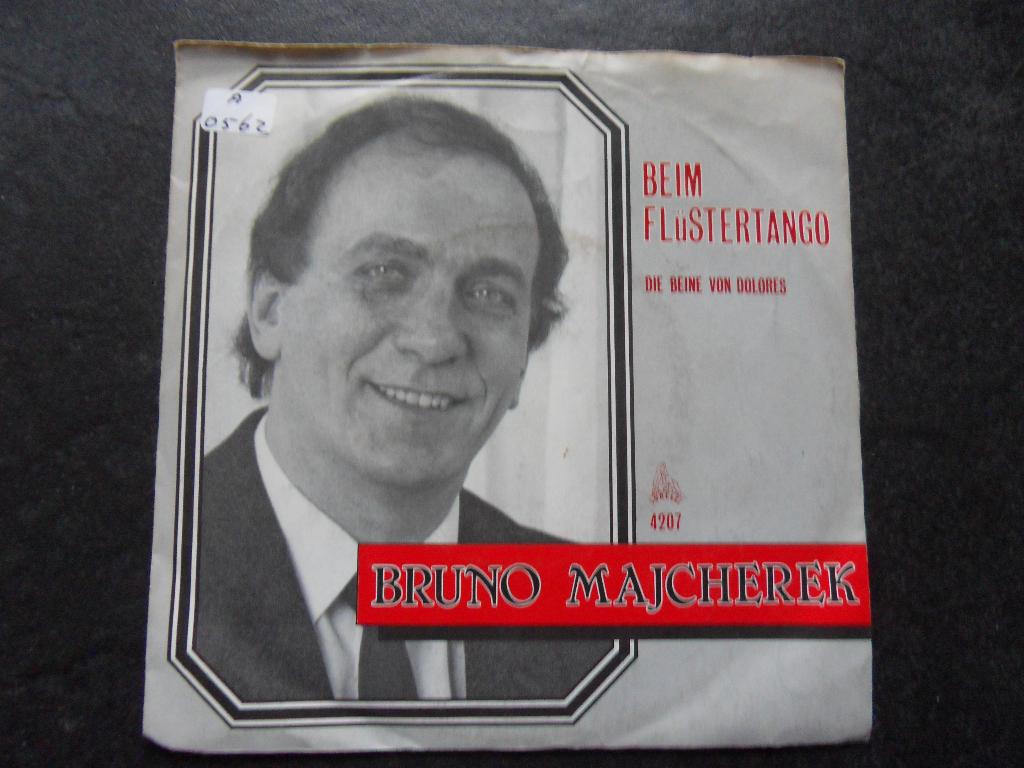 A
0562
BEIM
FLüSTERTANGO
DIE BEINE VON DOLORES
4207
BRUNO MAJCHEREK